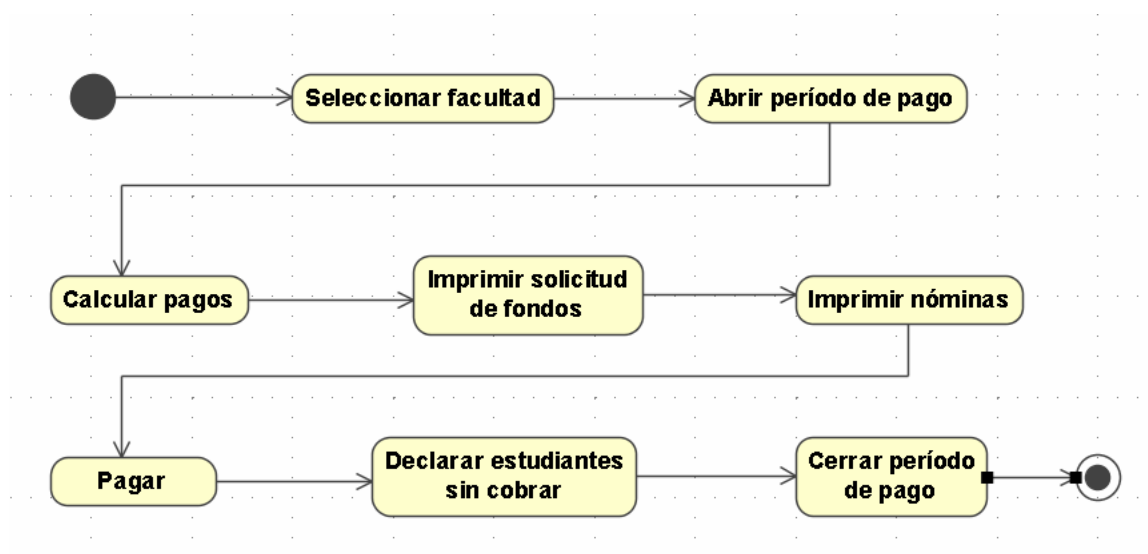 Seleccionar facultad
Abrir período de pago
Calcular pagos
Imprimir solicitud
de fondos
Imprimir nóminas
Pagar
Declarar estudiantes
sin cobrar
Cerrar período
de pago